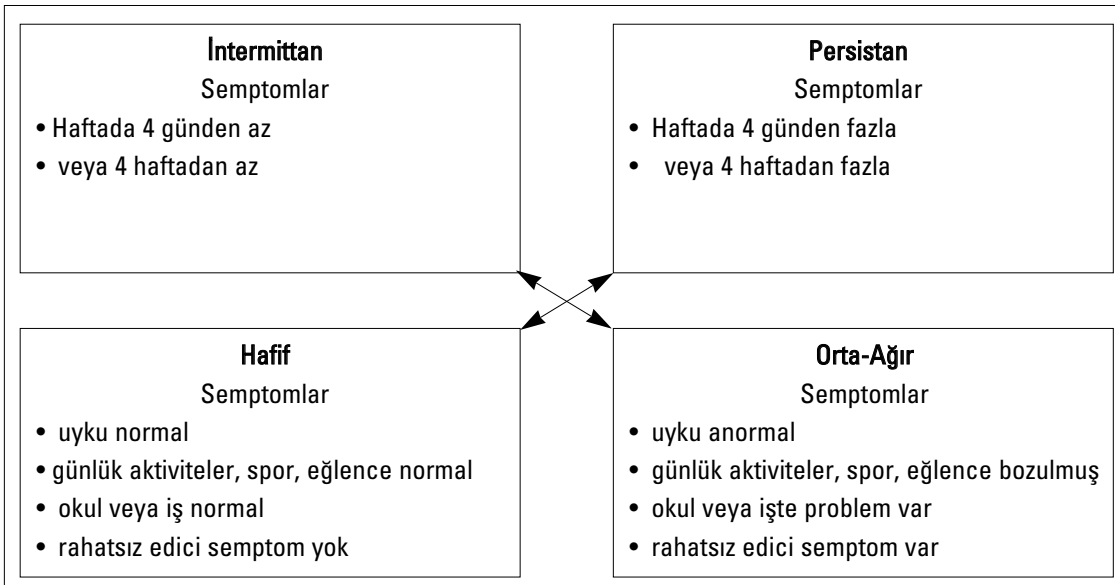 İntermittan
Semptomlar
• Haftada 4 günden az
• veya 4 haftadan az
Persistan
Semptomlar
• Haftada 4 günden fazla
• veya 4 haftadan fazla
Hafif
Semptomlar
• uyku normal
• günlük aktiviteler, spor, eğlence normal
• okul veya iş normal
• rahatsız edici semptom yok
Orta-Ağır
Semptomlar
• uyku anormal
• günlük aktiviteler, spor, eğlence bozulmuş
• okul veya işte problem var
• rahatsız edici semptom var